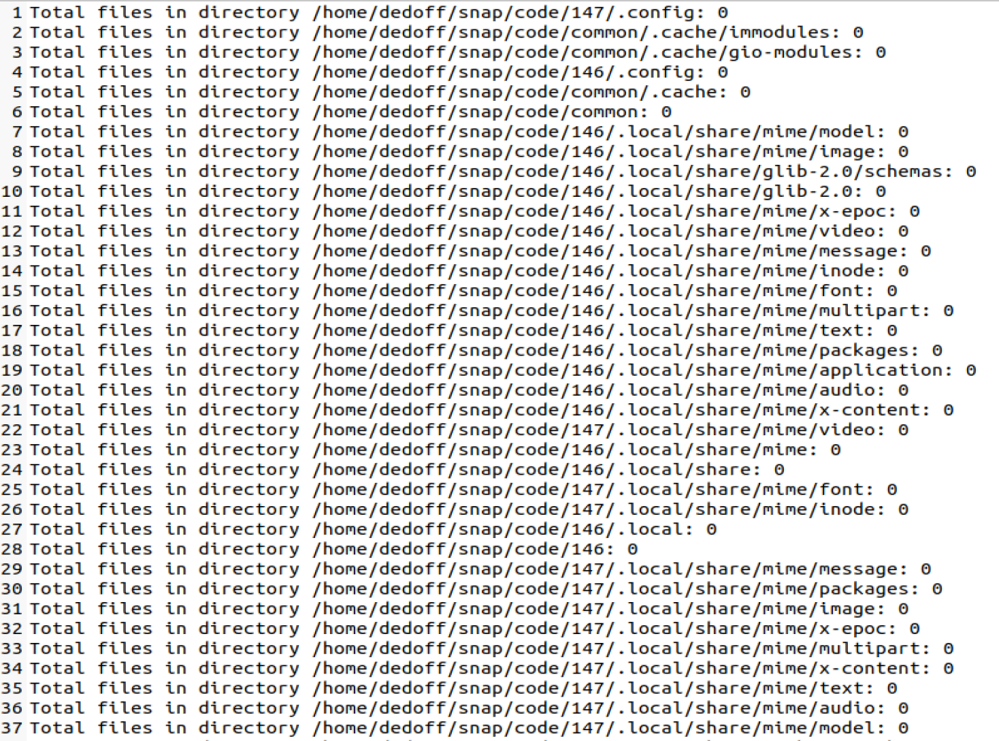 1 Total files in directory /home/dedoff/snap/code/147/.config: 0
2 Total files in directory /home/dedoff/snap/code/common/.cache/immodules: 0
3 Total files in directory /home/dedoff/snap/code/common/.cache/gio-modules: 0
4 Total files in directory /home/dedoff/snap/code/146/.config: 0
5 Total files in directory /home/dedoff/snap/code/common/.cache: 0
6 Total files in directory /home/dedoff/snap/code/common: 0
7 Total files in directory /home/dedoff/snap/code/146/.local/share/mime/model: 0
8 Total files in directory /home/dedoff/snap/code/146/.local/share/mime/image: 0
9 Total files in directory /home/dedoff/snap/code/146/.local/share/glib-2.0/schemas: 0
10 Total files in directory /home/dedoff/snap/code/146/.local/share/glib-2.0: 0
11 Total files in directory /home/dedoff/snap/code/146/.local/share/mime/x-epoc: 0
12 Total files in directory /home/dedoff/snap/code/146/.local/share/mime/video: 0
13 Total files in directory /home/dedoff/snap/code/146/.local/share/mime/message: 0
14 Total files in directory /home/dedoff/snap/code/146/.local/share/mime/inode: 0
15 Total files in directory /home/dedoff/snap/code/146/.local/share/mime/font: 0
16 Total files in directory /home/dedoff/snap/code/146/.local/share/mime/multipart: 0
17 Total files in directory /home/dedoff/snap/code/146/.local/share/mime/text: 0
18 Total files in directory /home/dedoff/snap/code/146/.local/share/mime/packages: 0
19 Total files in directory /home/dedoff/snap/code/146/.local/share/mime/application: 0
20 Total files in directory /home/dedoff/snap/code/146/.local/share/mime/audio: 0
21 Total files in directory /home/dedoff/snap/code/146/.local/share/mime/x-content: 0
22 Total files in directory /home/dedoff/snap/code/147/.local/share/mime/video: 0
23 Total files in directory /home/dedoff/snap/code/146/.local/share/mime: 0
24 Total files in directory /home/dedoff/snap/code/146/.local/share: 0
25 Total files in directory /home/dedoff/snap/code/147/.local/share/mime/font: 0
26 Total files in directory /home/dedoff/snap/code/147/.local/share/mime/inode: 0
27 Total files in directory /home/dedoff/snap/code/146/.local: 0
28 Total files in directory /home/dedoff/snap/code/146: 0
29 Total files in directory /home/dedoff/snap/code/147/.local/share/mime/message: 0
30 Total files in directory /home/dedoff/snap/code/147/.local/share/mime/packages: 0
31 Total files in directory /home/dedoff/snap/code/147/.local/share/mime/image: 0
32 Total files in directory /home/dedoff/snap/code/147/.local/share/mime/x-epoc: 0
33 Total files in directory /home/dedoff/snap/code/147/.local/share/mime/multipart: 0
34 Total files in directory /home/dedoff/snap/code/147/.local/share/mime/x-content: 0
35 Total files in directory /home/dedoff/snap/code/147/.local/share/mime/text: 0
36 Total files in directory /home/dedoff/snap/code/147/.local/share/mime/audio: 0
37 Total files in directory /home/dedoff/snap/code/147/.local/share/mime/model: 0